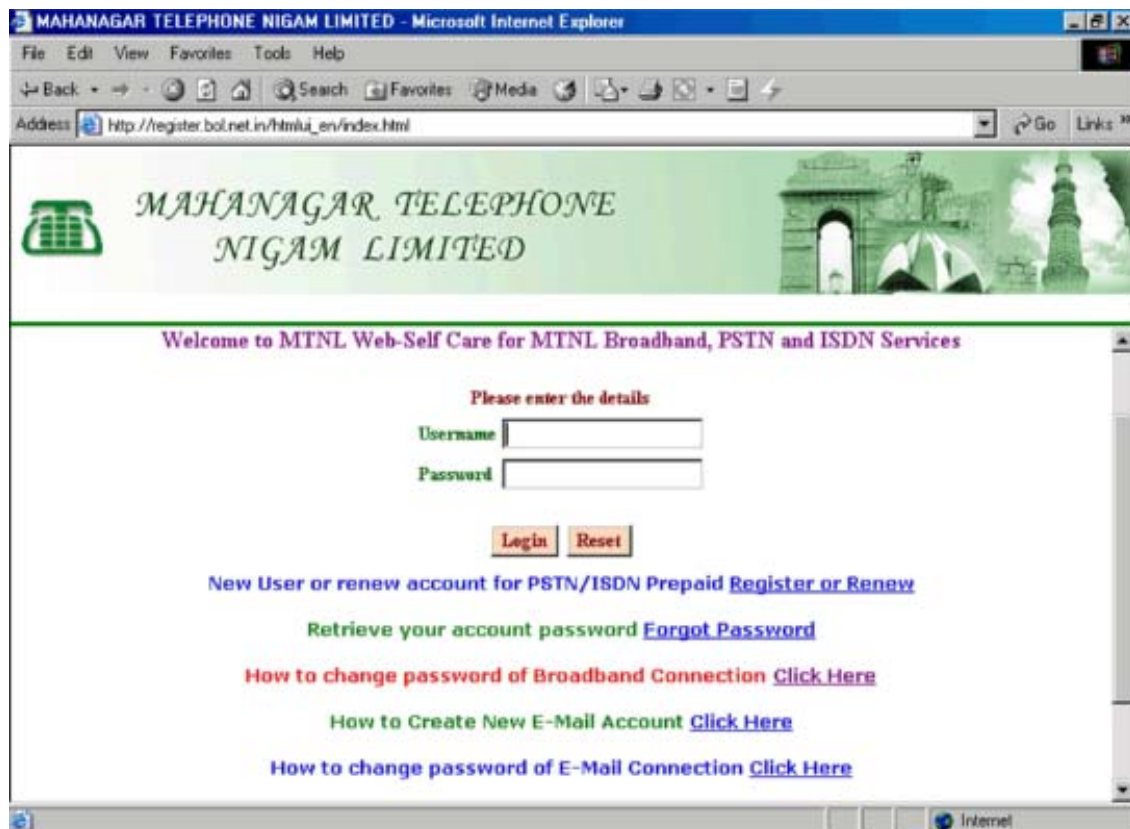 MAHANAGAR TELEPHONE NIGAM LIMITED - Microsoft Internet Explorer
File Edit View Favorites Tools Help
Back Search Favorites Media
Address http://register.bol.net.in/htmlui_en/index.html Go Links »
MAHANAGAR TELEPHONE
NIGAM LIMITED
Welcome to MTNL Web-Self Care for MTNL Broadband, PSTN and ISDN Services
Please enter the details
Username
Password
Login Reset
New User or renew account for PSTN/ISDN Prepaid Register or Renew
Retrieve your account password Forgot Password
How to change password of Broadband Connection Click Here
How to Create New E-Mail Account Click Here
How to change password of E-Mail Connection Click Here
Internet